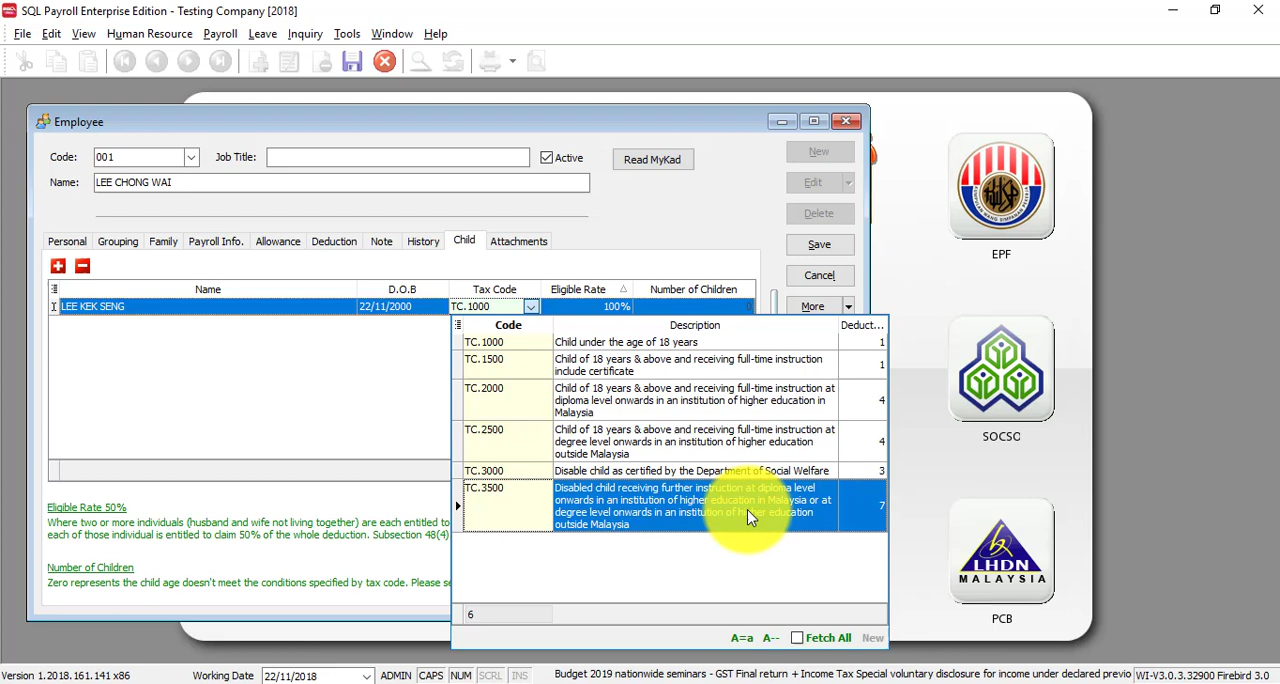 SQL Payroll Enterprise Edition - Testing Company [2018]
File Edit View Human Resource Payroll Leave Inquiry Tools Window Help
Employee
Code: 001 Job Title: Active Read MyKad New
Name: LEE CHONG WAI Edit
Delete
Personal Grouping Family Payroll Info. Allowance Deduction Note History Child Attachments Save
Cancel
Name D.O.B Tax Code Eligible Rate Number of Children
LEE KEK SENG 22/11/2000 TC.1000 100% 0 More
Code Description Deduct...
TC.1000 Child under the age of 18 years 1
TC.1500 Child of 18 years & above and receiving full-time instruction
include certificate 1
TC.2000 Child of 18 years & above and receiving full-time instruction at
diploma level onwards in an institution of higher education in 4
Malaysia
TC.2500 Child of 18 years & above and receiving full-time instruction at
degree level onwards in an institution of higher education 4
outside Malaysia
TC.3000 Disable child as certified by the Department of Social Welfare 3
TC.3500 Disabled child receiving further instruction at diploma level
onwards in an institution of higher education in Malaysia or at 7
degree level onwards in an institution of higher education
outside Malaysia
6
A=a A-- Fetch All New
Eligible Rate 50%
Where two or more individuals (husband and wife not living together) are each entitled to
each of those individual is entitled to claim 50% of the whole deduction. Subsection 48(4)
Number of Children
Zero represents the child age doesn't meet the conditions specified by tax code. Please se
EPF
SOCSO
LHDN
MALAYSIA
PCB
Version 1.2018.161.141 x86 Working Date 22/11/2018 ADMIN CAPS NUM SCRL INS Budget 2019 nationwide seminars - GST Final return + Income Tax Special voluntary disclosure for income under declared previo WI-V3.0.3.32900 Firebird 3.0